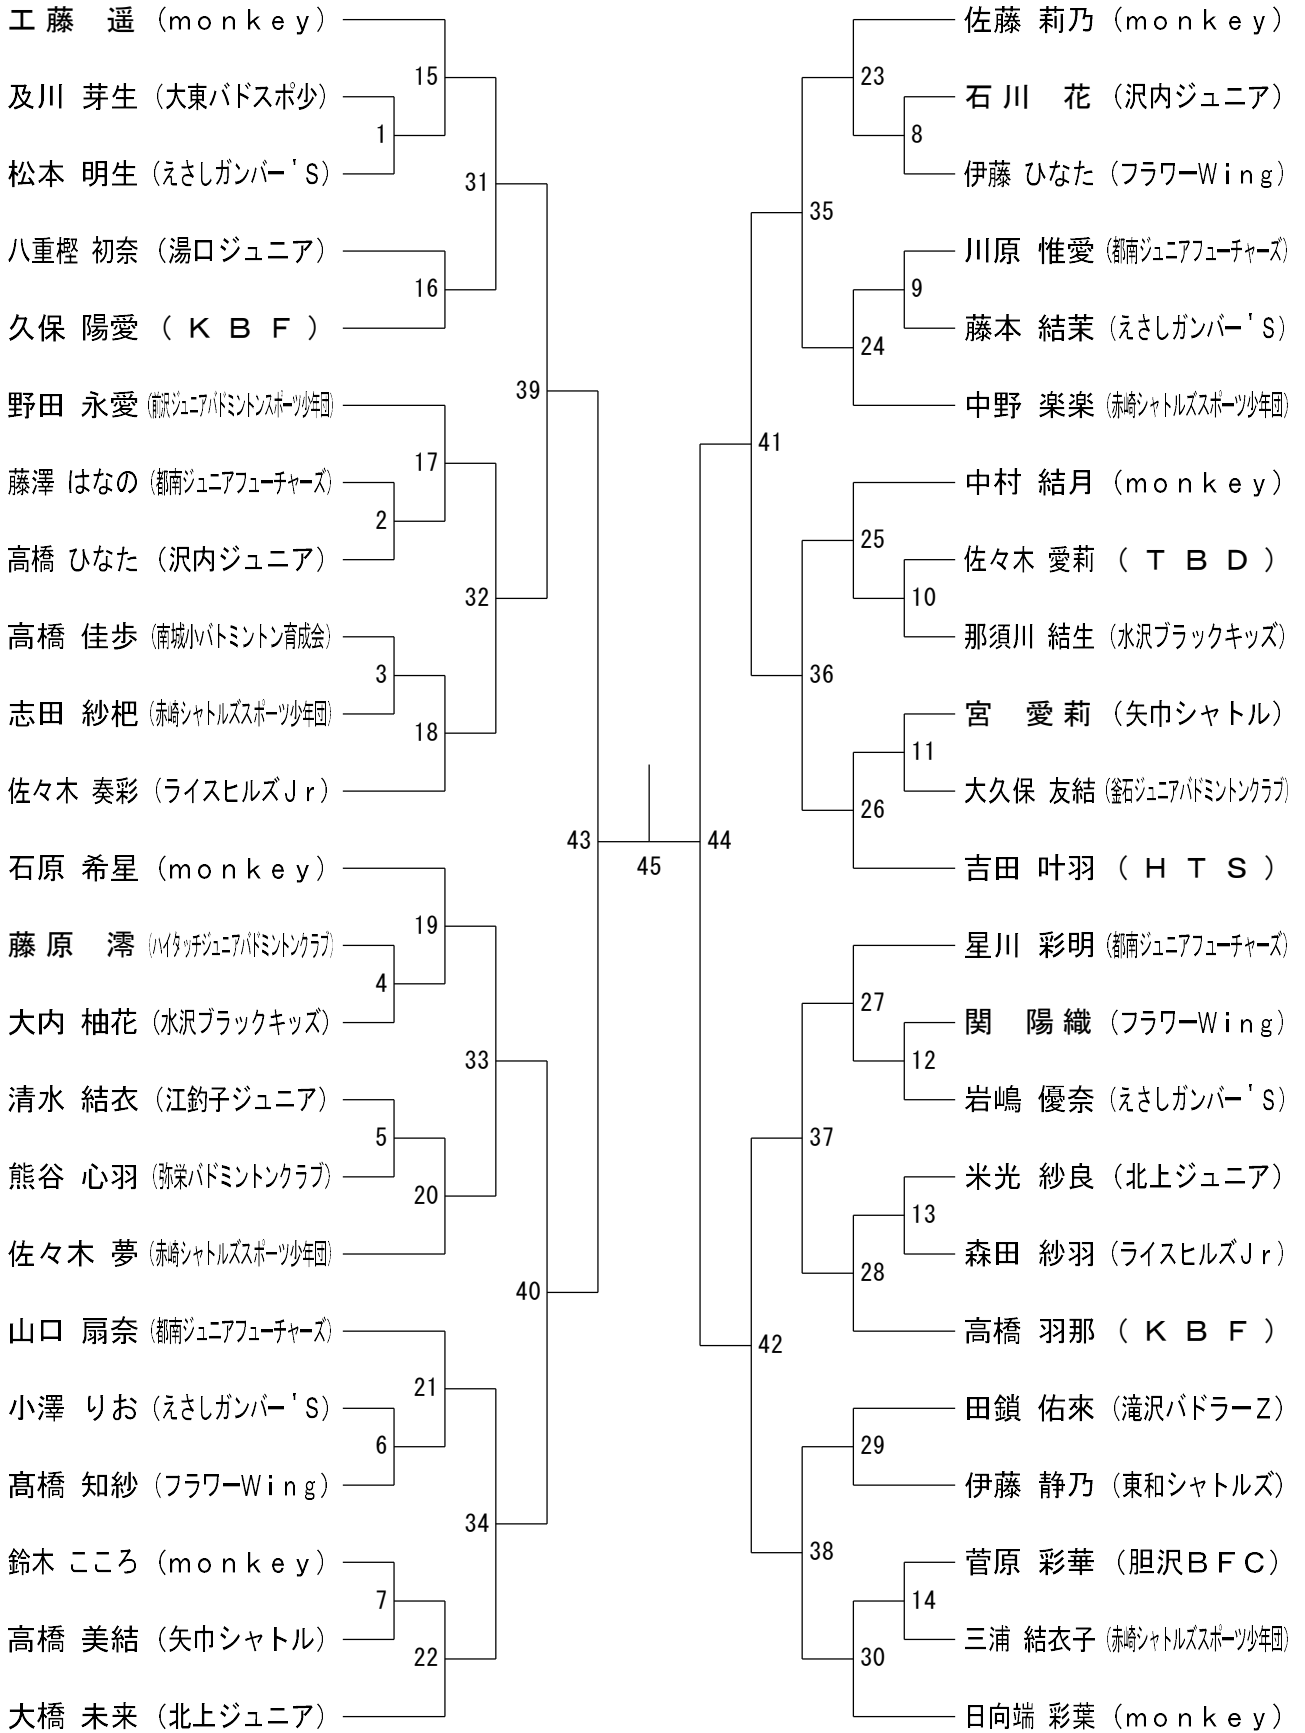 工藤 遥 (monkey)
15
及川 芽生 (大東バドスポ少)
1
松本 明生 (えさしガンバー'S)
31
八重樫 初奈 (湯口ジュニア)
16
久保 陽愛 (KBF)
39
野田 永愛 (前沢ジュニアバドミントンスポーツ少年団)
17
藤澤 はなの (都南ジュニアフューチャーズ)
2
高橋 ひなた (沢内ジュニア)
32
高橋 佳歩 (南城小バトミントン育成会)
3
志田 紗杷 (赤崎シャトルズスポーツ少年団)
18
佐々木 奏彩 (ライスヒルズJr)
43
石原 希星 (monkey)
19
藤原 澪 (ハイタッチジュニアバドミントンクラブ)
4
大内 柚花 (水沢ブラックキッズ)
33
清水 結衣 (江釣子ジュニア)
5
熊谷 心羽 (弥栄バドミントンクラブ)
20
佐々木 夢 (赤崎シャトルズスポーツ少年団)
40
山口 扇奈 (都南ジュニアフューチャーズ)
21
小澤 りお (えさしガンバー'S)
6
髙橋 知紗 (フラワーWing)
34
鈴木 こころ (monkey)
7
高橋 美結 (矢巾シャトル)
22
大橋 未来 (北上ジュニア)
45
佐藤 莉乃 (monkey)
23
石川 花 (沢内ジュニア)
8
伊藤 ひなた (フラワーWing)
35
川原 惟愛 (都南ジュニアフューチャーズ)
9
藤本 結茉 (えさしガンバー'S)
24
中野 楽楽 (赤崎シャトルズスポーツ少年団)
41
中村 結月 (monkey)
25
佐々木 愛莉 (TBD)
10
那須川 結生 (水沢ブラックキッズ)
36
宮 愛莉 (矢巾シャトル)
11
大久保 友結 (釜石ジュニアバドミントンクラブ)
26
吉田 叶羽 (HTS)
44
星川 彩明 (都南ジュニアフューチャーズ)
27
関 陽織 (フラワーWing)
12
岩嶋 優奈 (えさしガンバー'S)
37
米光 紗良 (北上ジュニア)
13
森田 紗羽 (ライスヒルズJr)
28
高橋 羽那 (KBF)
42
田鎖 佑來 (滝沢バドラーZ)
29
伊藤 静乃 (東和シャトルズ)
38
菅原 彩華 (胆沢BFC)
14
三浦 結衣子 (赤崎シャトルズスポーツ少年団)
30
日向端 彩葉 (monkey)